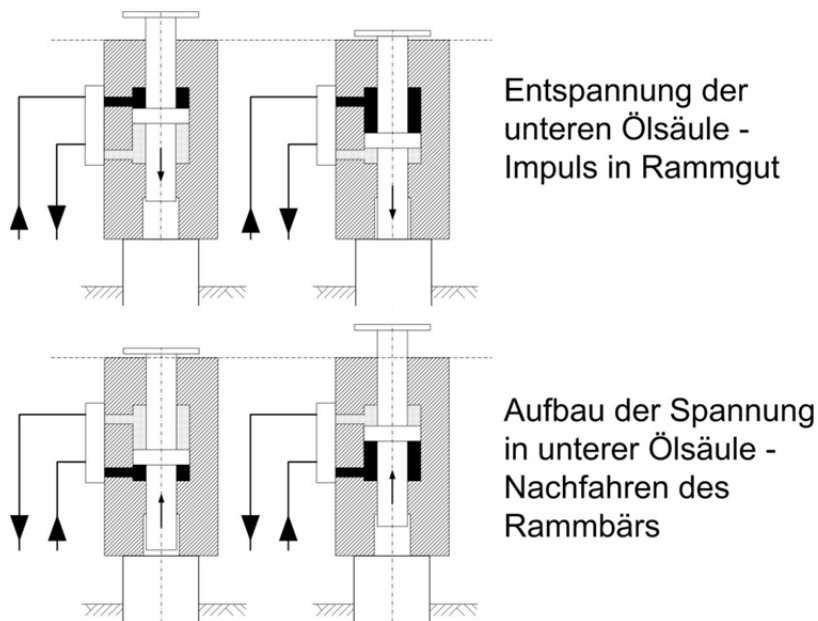 Entspannung der
unteren Ölsäule -
Impuls in Rammgut
Aufbau der Spannung
in unterer Ölsäule -
Nachfahren des
Rammbärs